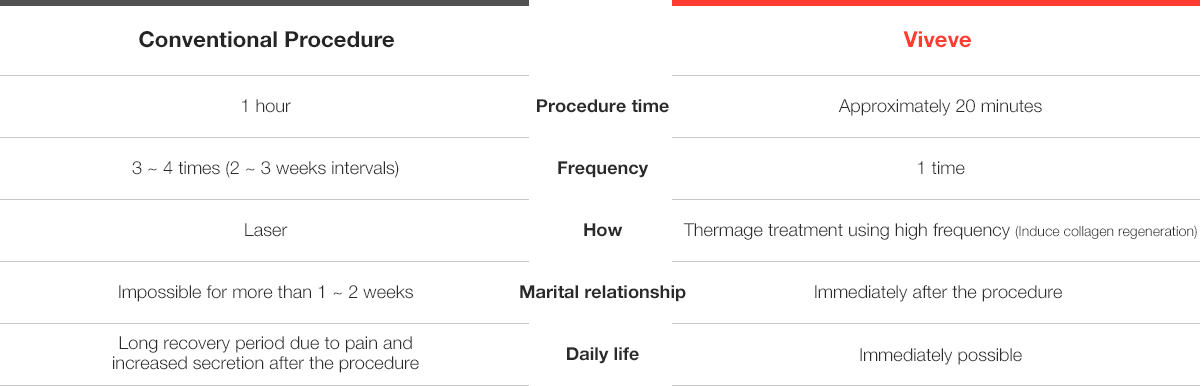 Conventional Procedure
Viveve
1 hour
Procedure time
Approximately 20 minutes
3 ~ 4 times (2 ~ 3 weeks intervals)
Frequency
1 time
Laser
How
Thermage treatment using high frequency (Induce collagen regeneration)
Impossible for more than 1 ~ 2 weeks
Marital relationship
Immediately after the procedure
Long recovery period due to pain and
increased secretion after the procedure
Daily life
Immediately possible